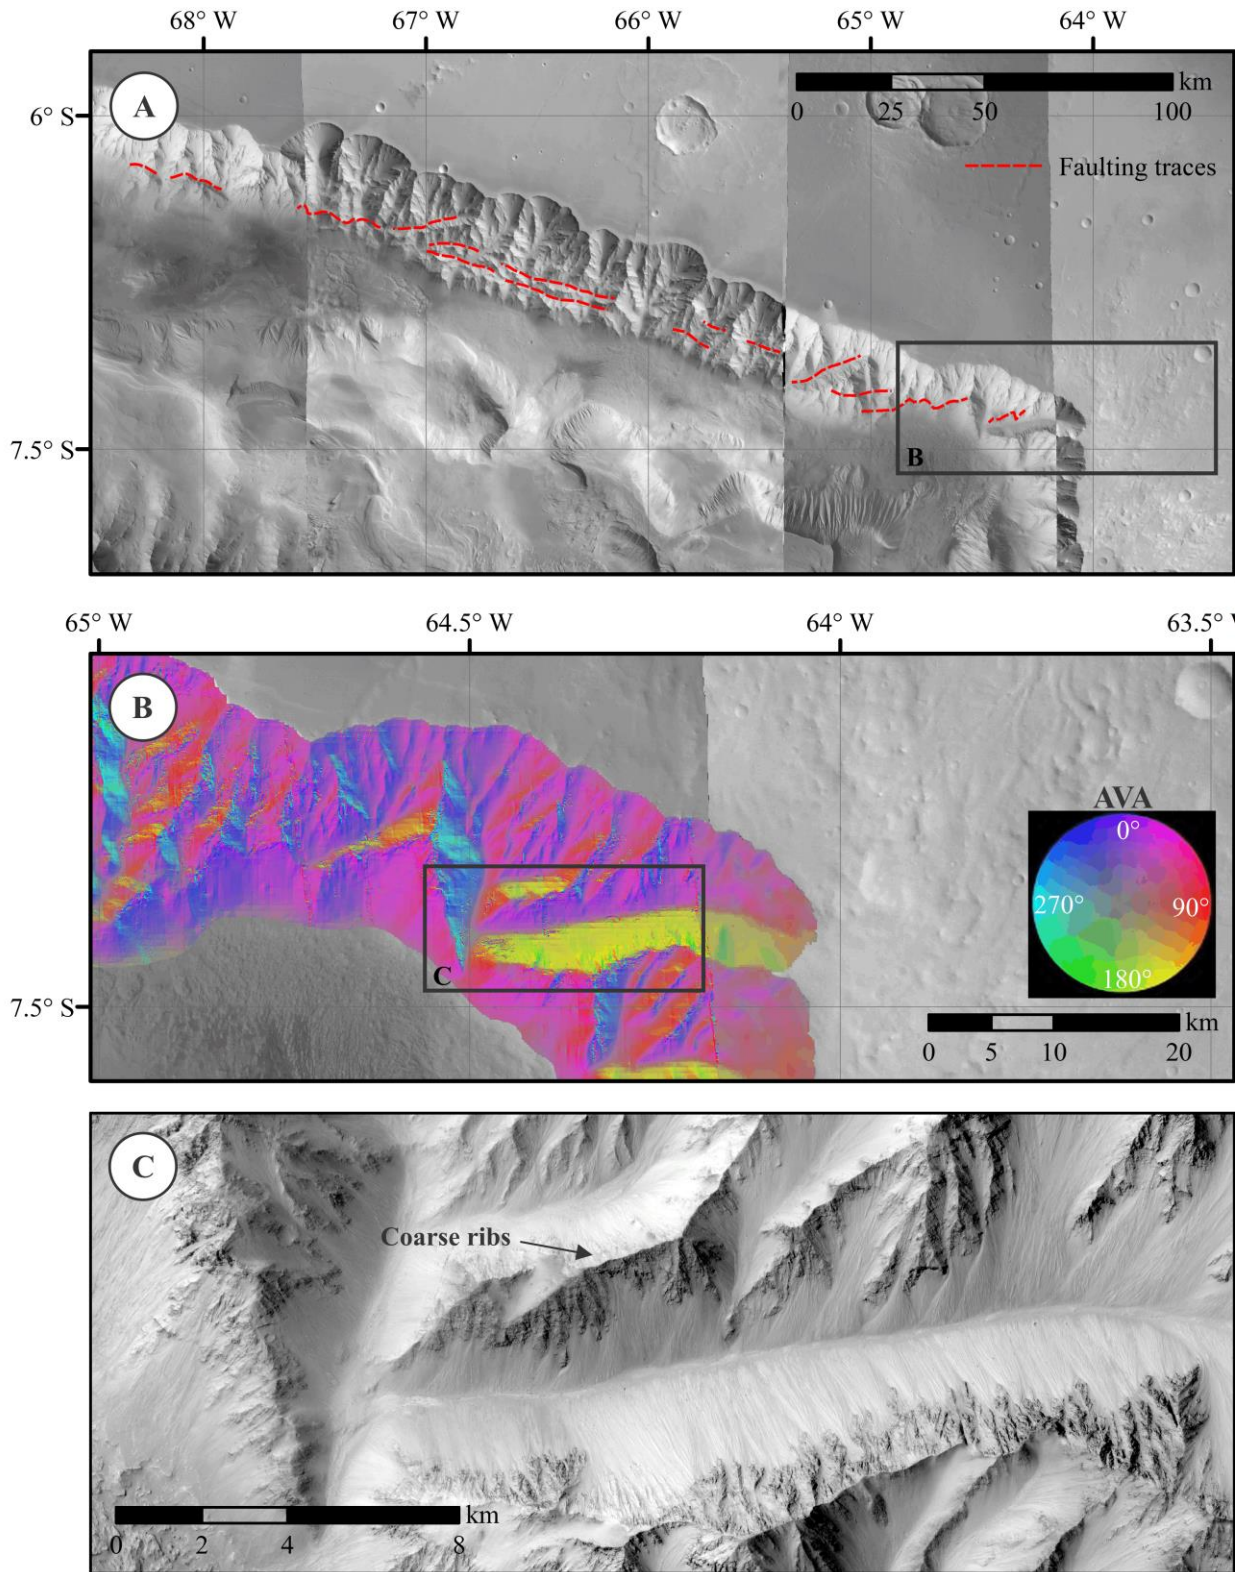 68° W 67° W 66° W 65° W 64° W
A
km
0 25 50 100
6° S
Faulting traces
7.5° S
B
65° W 64.5° W 64° W 63.5° W
B
AVA
0°
270° 90°
180°
C
7.5° S
km
0 5 10 20
C
Coarse ribs
km
0 2 4 8